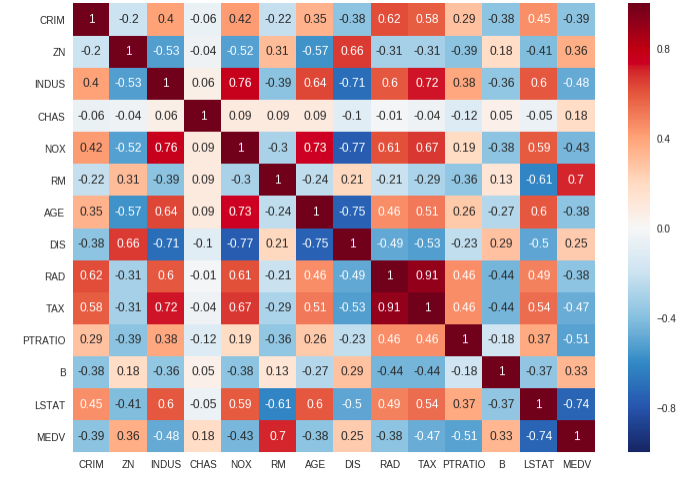 CRIM 1 -0.2 0.4 -0.06 0.42 -0.22 0.35 -0.38 0.62 0.58 0.29 -0.38 0.45 -0.39
ZN -0.2 1 -0.53 -0.04 -0.52 0.31 -0.57 0.66 -0.31 -0.31 -0.39 0.18 -0.41 0.36
INDUS 0.4 -0.53 1 0.06 0.76 -0.39 0.64 -0.71 0.6 0.72 0.38 -0.36 0.6 -0.48
CHAS -0.06 -0.04 0.06 1 0.09 0.09 0.09 -0.1 -0.01 -0.04 -0.12 0.05 -0.05 0.18
NOX 0.42 -0.52 0.76 0.09 1 -0.3 0.73 -0.77 0.61 0.67 0.19 -0.38 0.59 -0.43
RM -0.22 0.31 -0.39 0.09 -0.3 1 -0.24 0.21 -0.21 -0.29 -0.36 0.13 -0.61 0.7
AGE 0.35 -0.57 0.64 0.09 0.73 -0.24 1 -0.75 0.46 0.51 0.26 -0.27 0.6 -0.38
DIS -0.38 0.66 -0.71 -0.1 -0.77 0.21 -0.75 1 -0.49 -0.53 -0.23 0.29 -0.5 0.25
RAD 0.62 -0.31 0.6 -0.01 0.61 -0.21 0.46 -0.49 1 0.91 0.46 -0.44 0.49 -0.38
TAX 0.58 -0.31 0.72 -0.04 0.67 -0.29 0.51 -0.53 0.91 1 0.46 -0.44 0.54 -0.47
PTRATIO 0.29 -0.39 0.38 -0.12 0.19 -0.36 0.26 -0.23 0.46 0.46 1 -0.18 0.37 -0.51
B -0.38 0.18 -0.36 0.05 -0.38 0.13 -0.27 0.29 -0.44 -0.44 -0.18 1 -0.37 0.33
LSTAT 0.45 -0.41 0.6 -0.05 0.59 -0.61 0.6 -0.5 0.49 0.54 0.37 -0.37 1 -0.74
MEDV -0.39 0.36 -0.48 0.18 -0.43 0.7 -0.38 0.25 -0.38 -0.47 -0.51 0.33 -0.74 1
CRIM ZN INDUS CHAS NOX RM AGE DIS RAD TAX PTRATIO B LSTAT MEDV
0.8
0.4
0.0
-0.4
-0.8